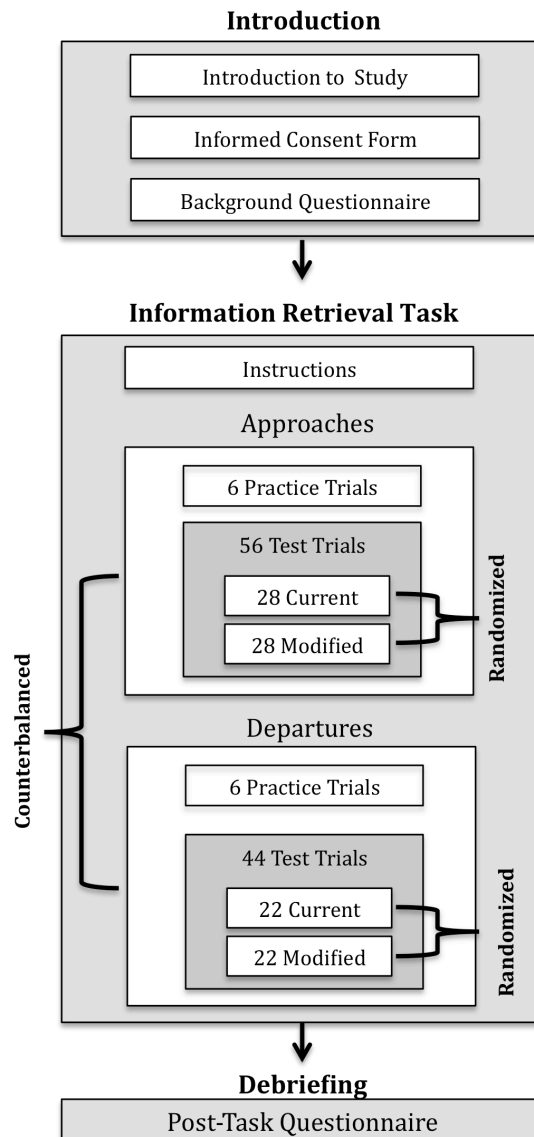 Introduction
Introduction to Study
Informed Consent Form
Background Questionnaire
Information Retrieval Task
Instructions
Approaches
6 Practice Trials
56 Test Trials
28 Current
28 Modified
Randomized
Counterbalanced
Departures
6 Practice Trials
44 Test Trials
22 Current
22 Modified
Randomized
Debriefing
Post-Task Questionnaire